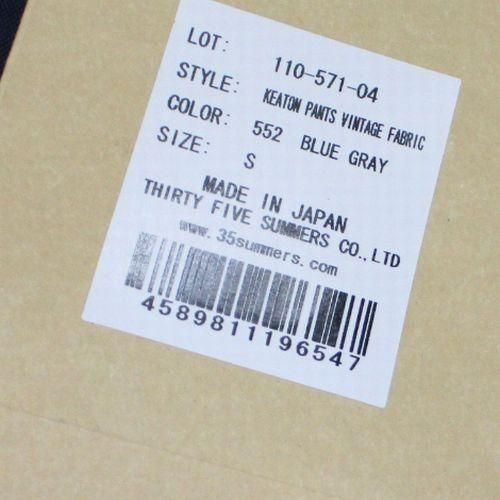 LOT: 110-571-04
STYLE: KEATON PANTS VINTAGE FABRIC
COLOR: 552 BLUE GRAY
SIZE: S
MADE IN JAPAN
THIRTY FIVE SUMMERS CO., LTD
www.35summers.com
4589811196547